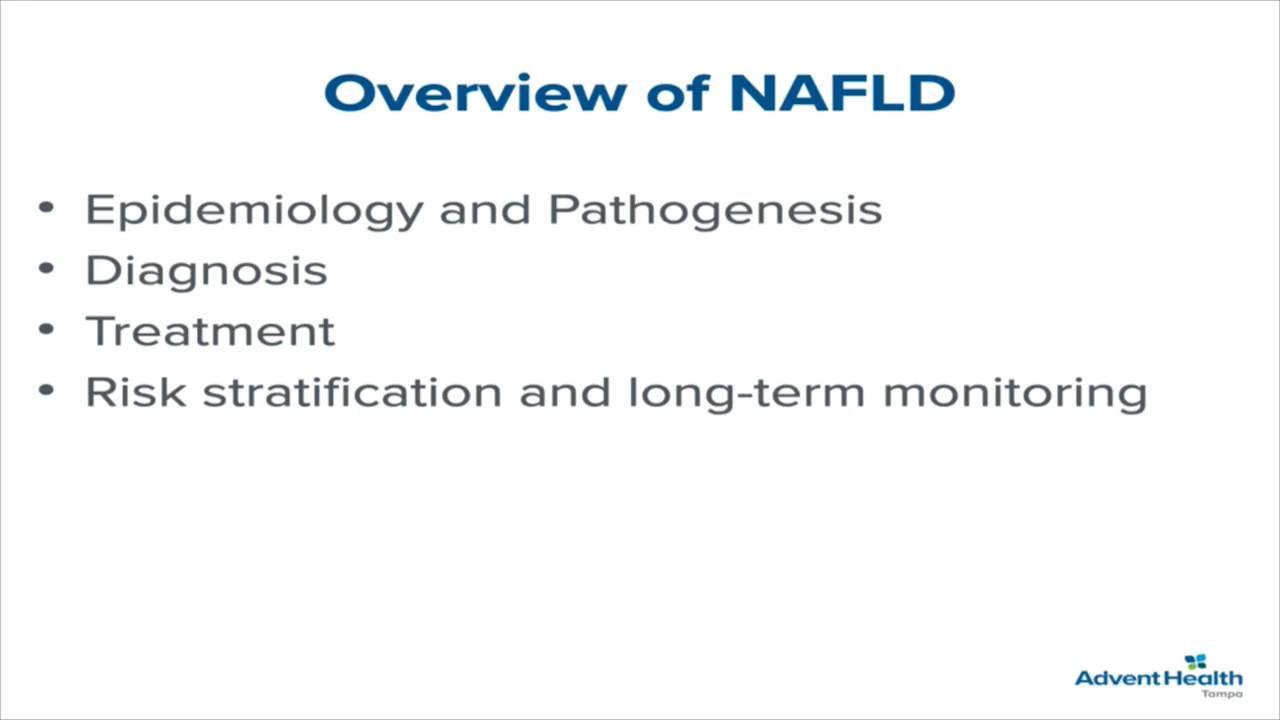 Overview of NAFLD
• Epidemiology and Pathogenesis
• Diagnosis
• Treatment
• Risk stratification and long-term monitoring
AdventHealth
Tampa